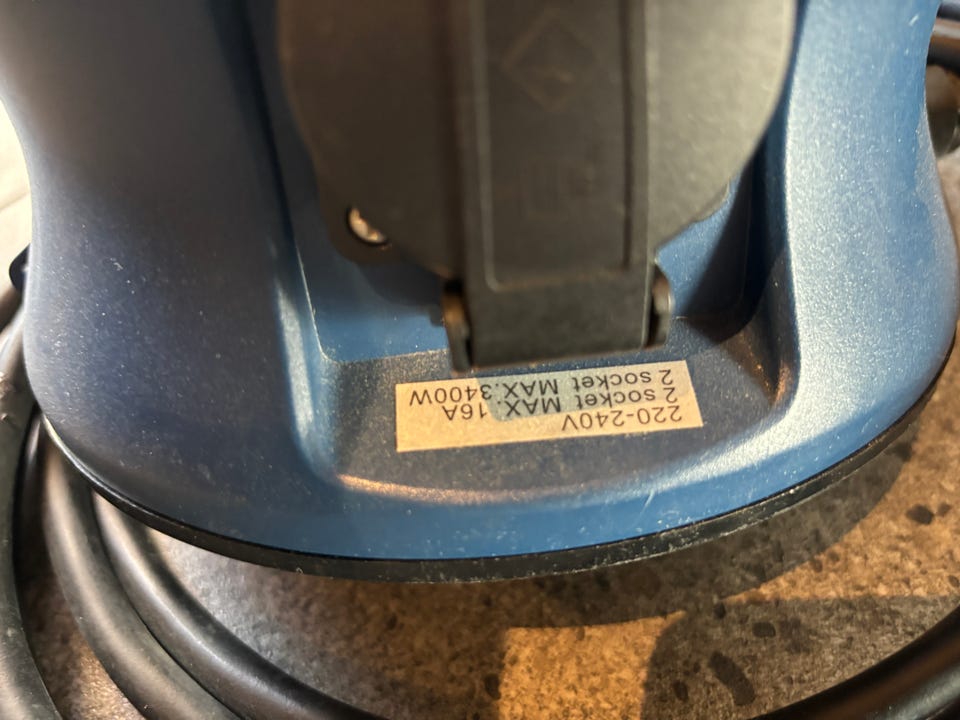 220-240V
2 socket MAX.16A
2 socket MAX.3400W